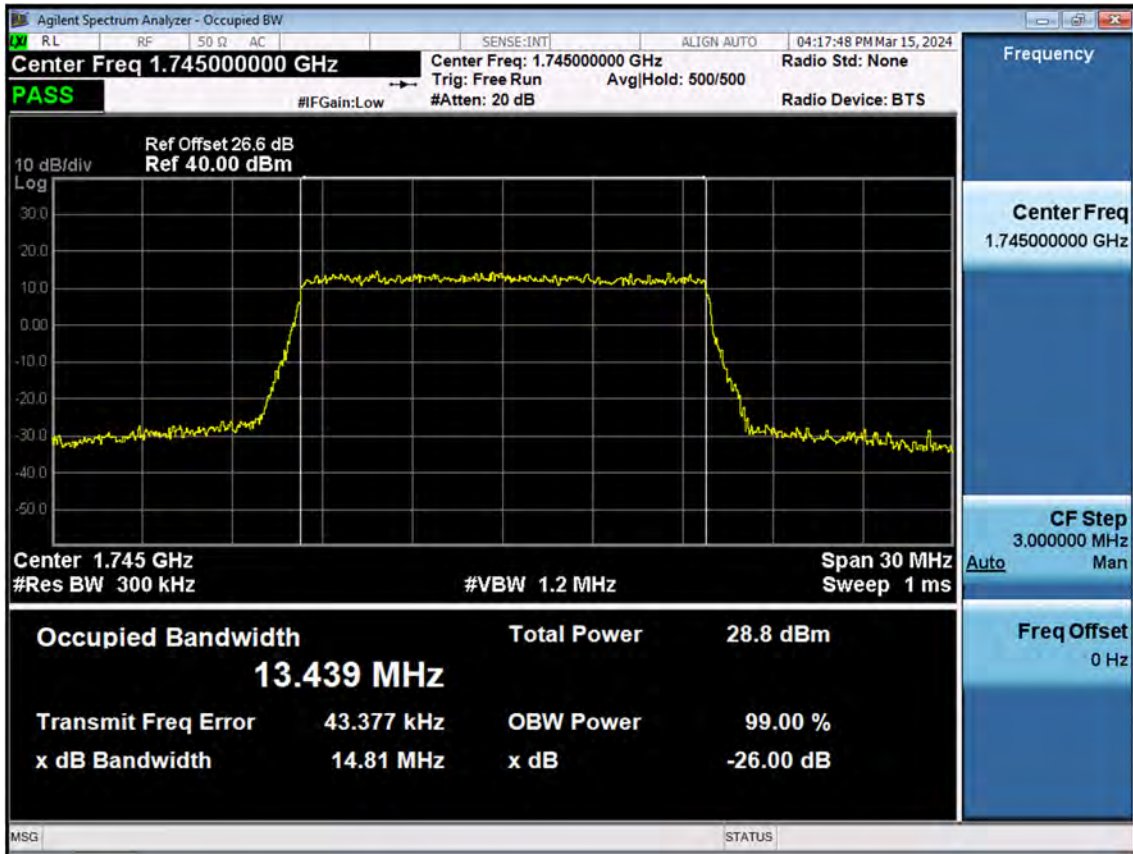 Agilent Spectrum Analyzer - Occupied BW
LXI RL RF 50 Ω AC SENSE:INT ALIGN AUTO 04:17:48 PM Mar 15, 2024
Center Freq 1.745000000 GHz
Center Freq: 1.745000000 GHz
Radio Std: None
Trig: Free Run Avg|Hold: 500/500
PASS
#IFGain:Low
#Atten: 20 dB
Radio Device: BTS
Ref Offset 26.6 dB
10 dB/div Ref 40.00 dBm
Log
30.0
20.0
10.0
0.00
-10.0
-20.0
-30.0
-40.0
-50.0
Center 1.745 GHz Span 30 MHz
#Res BW 300 kHz #VBW 1.2 MHz Sweep 1 ms
Occupied Bandwidth Total Power 28.8 dBm
13.439 MHz
Transmit Freq Error 43.377 kHz OBW Power 99.00 %
x dB Bandwidth 14.81 MHz x dB -26.00 dB
MSG STATUS
Frequency
Center Freq
1.745000000 GHz
CF Step
3.000000 MHz
Auto Man
Freq Offset
0 Hz